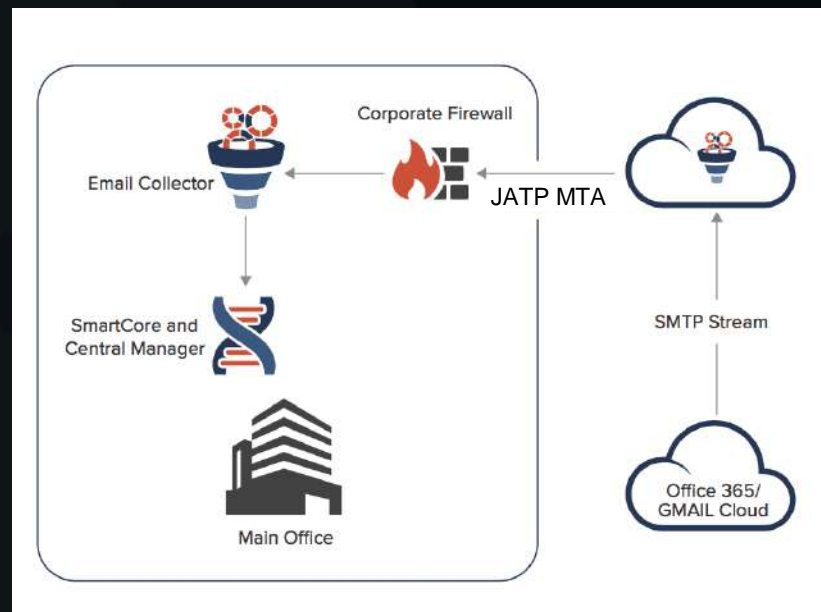 Corporate Firewall
Email Collector
JATP MTA
SmartCore and
Central Manager
SMTP Stream
Office 365/
GMAIL Cloud
Main Office